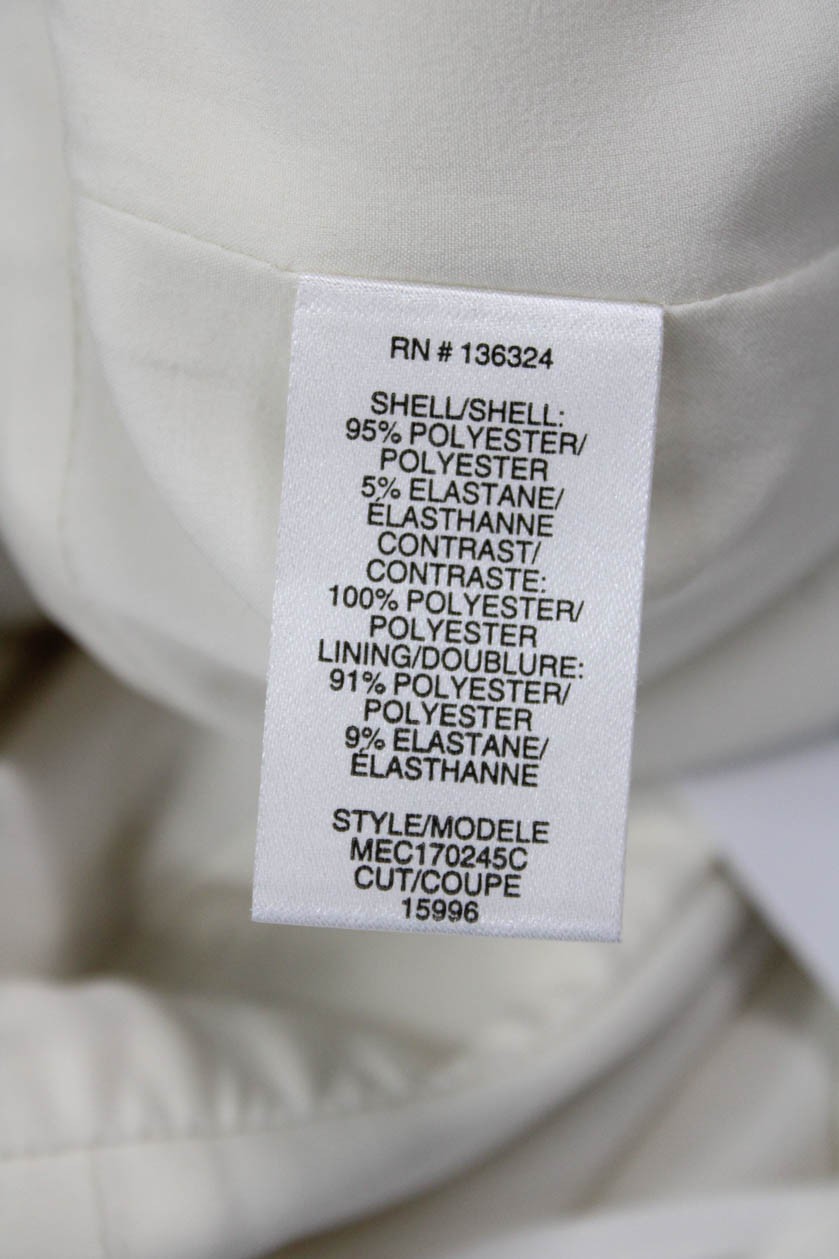 RN # 136324
SHELL/SHELL:
95% POLYESTER/
POLYESTER
5% ELASTANE/
ÉLASTHANNE
CONTRAST/
CONTRASTE:
100% POLYESTER/
POLYESTER
LINING/DOUBLURE:
91% POLYESTER/
POLYESTER
9% ELASTANE/
ÉLASTHANNE
STYLE/MODELE
MEC170245C
CUT/COUPE
15996